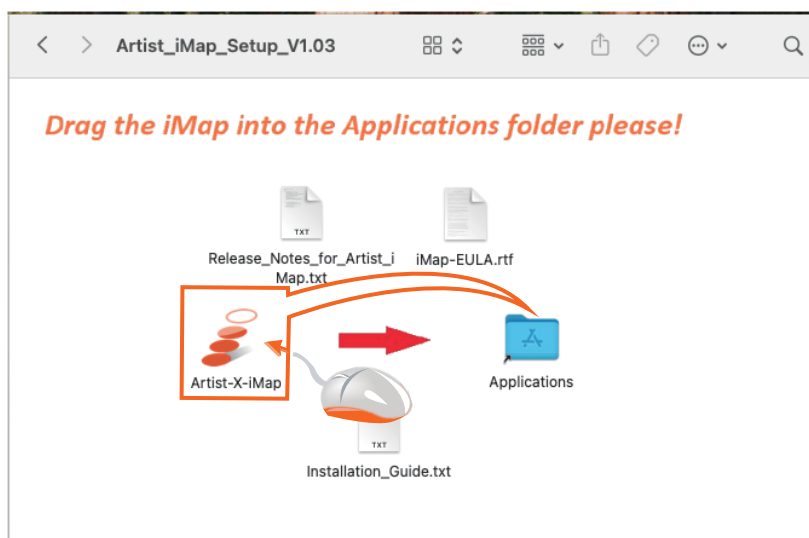 Artist_iMap_Setup_V1.03
Drag the iMap into the Applications folder please!
TXT
Release_Notes_for_Artist_i
Map.txt
iMap-EULA.rtf
Artist-X-iMap
Applications
TXT
Installation_Guide.txt